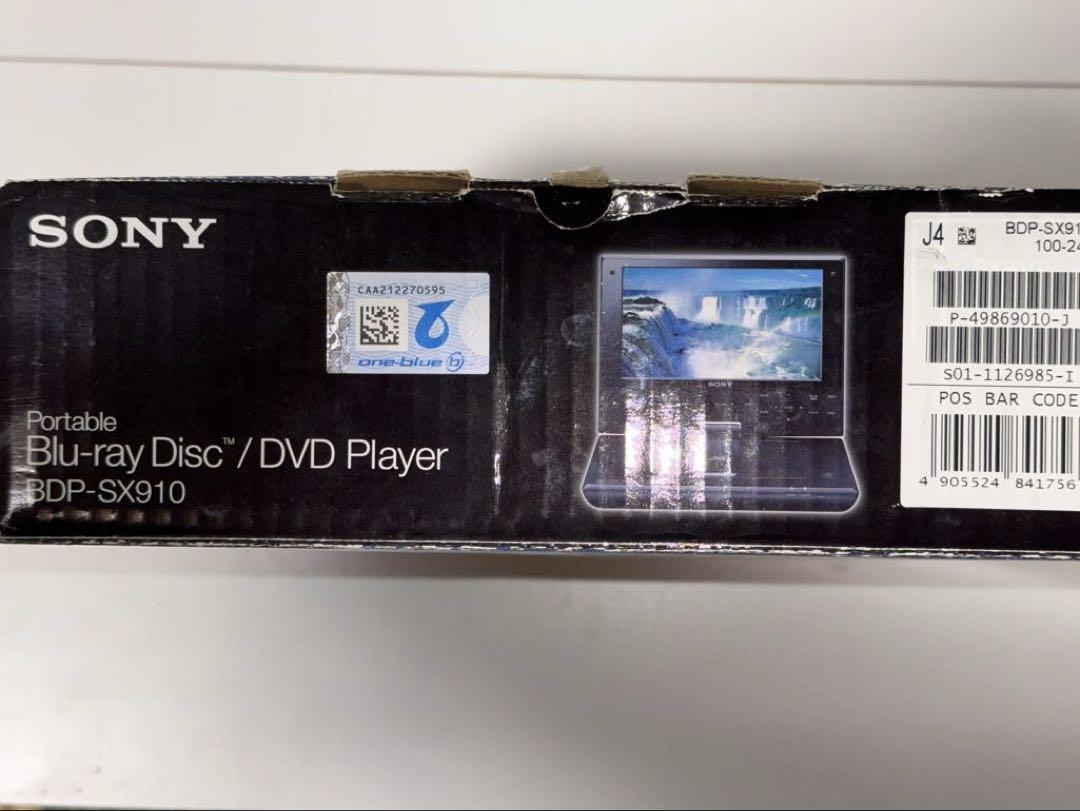 SONY
CAA212270595
one-blue
Portable
Blu-ray Disc™/DVD Player
BDP-SX910
SONY
J4
BDP-SX91
100-24
P-49869010-J
S01-1126985-I
POS BAR CODE
4 905524 841756